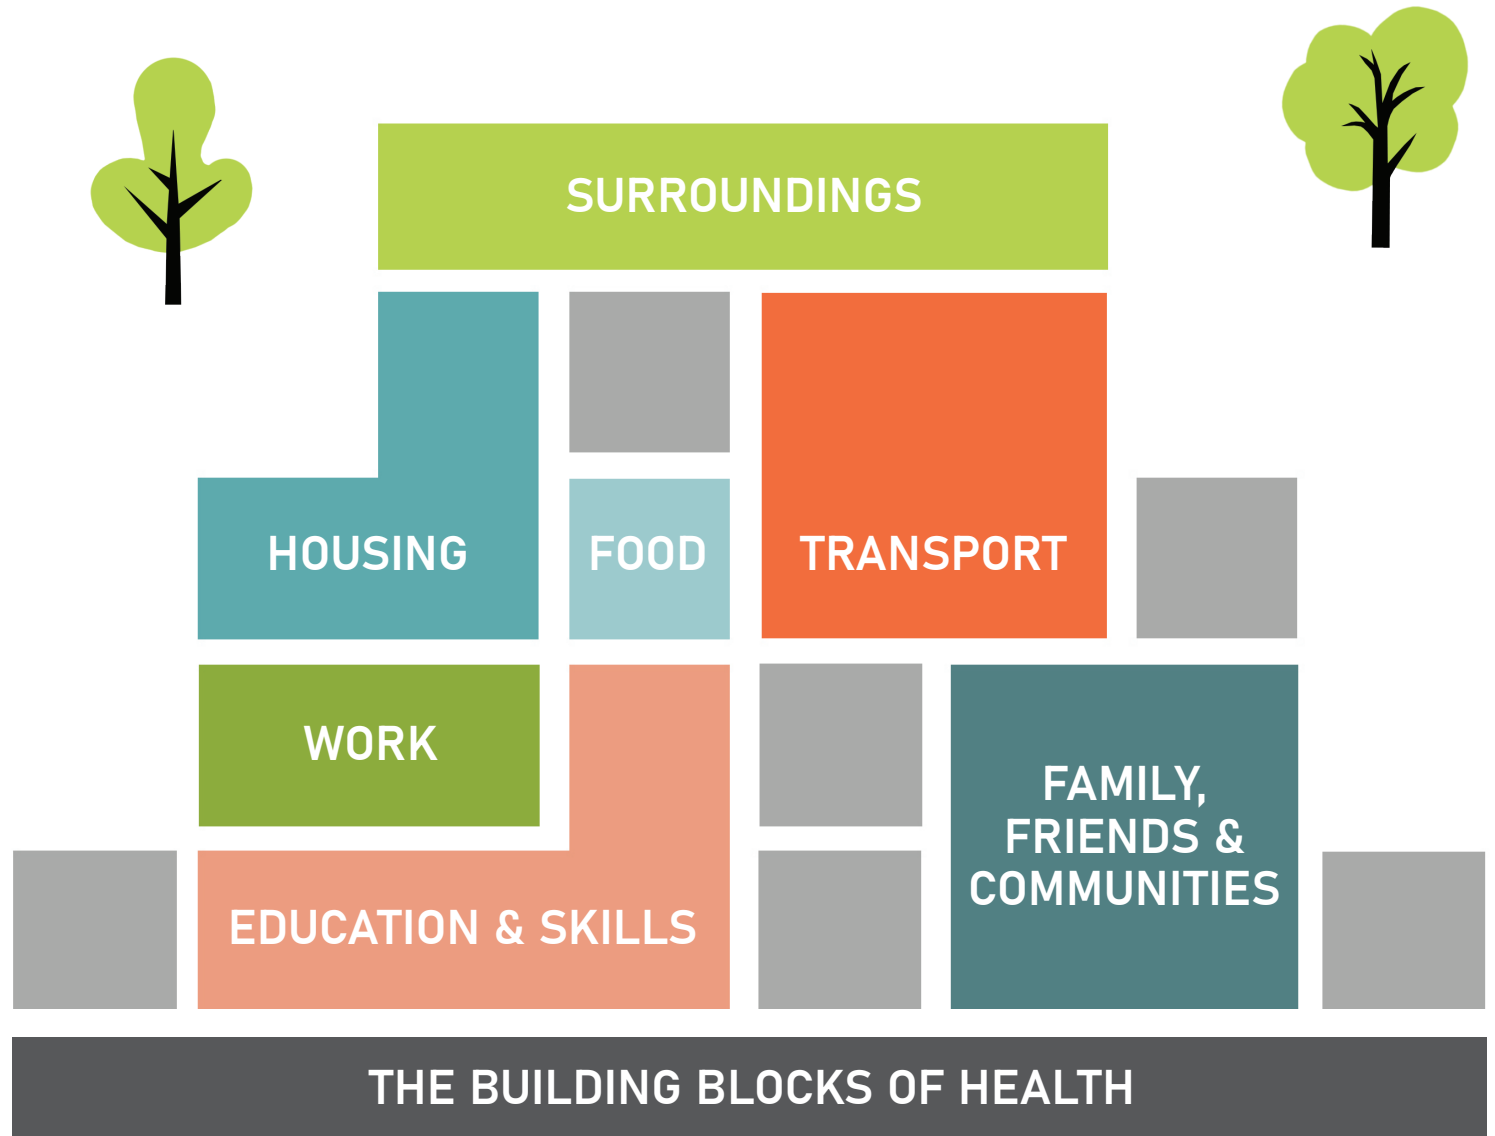 SURROUNDINGS
HOUSING
FOOD
TRANSPORT
WORK
FAMILY,
FRIENDS &
COMMUNITIES
EDUCATION & SKILLS
THE BUILDING BLOCKS OF HEALTH